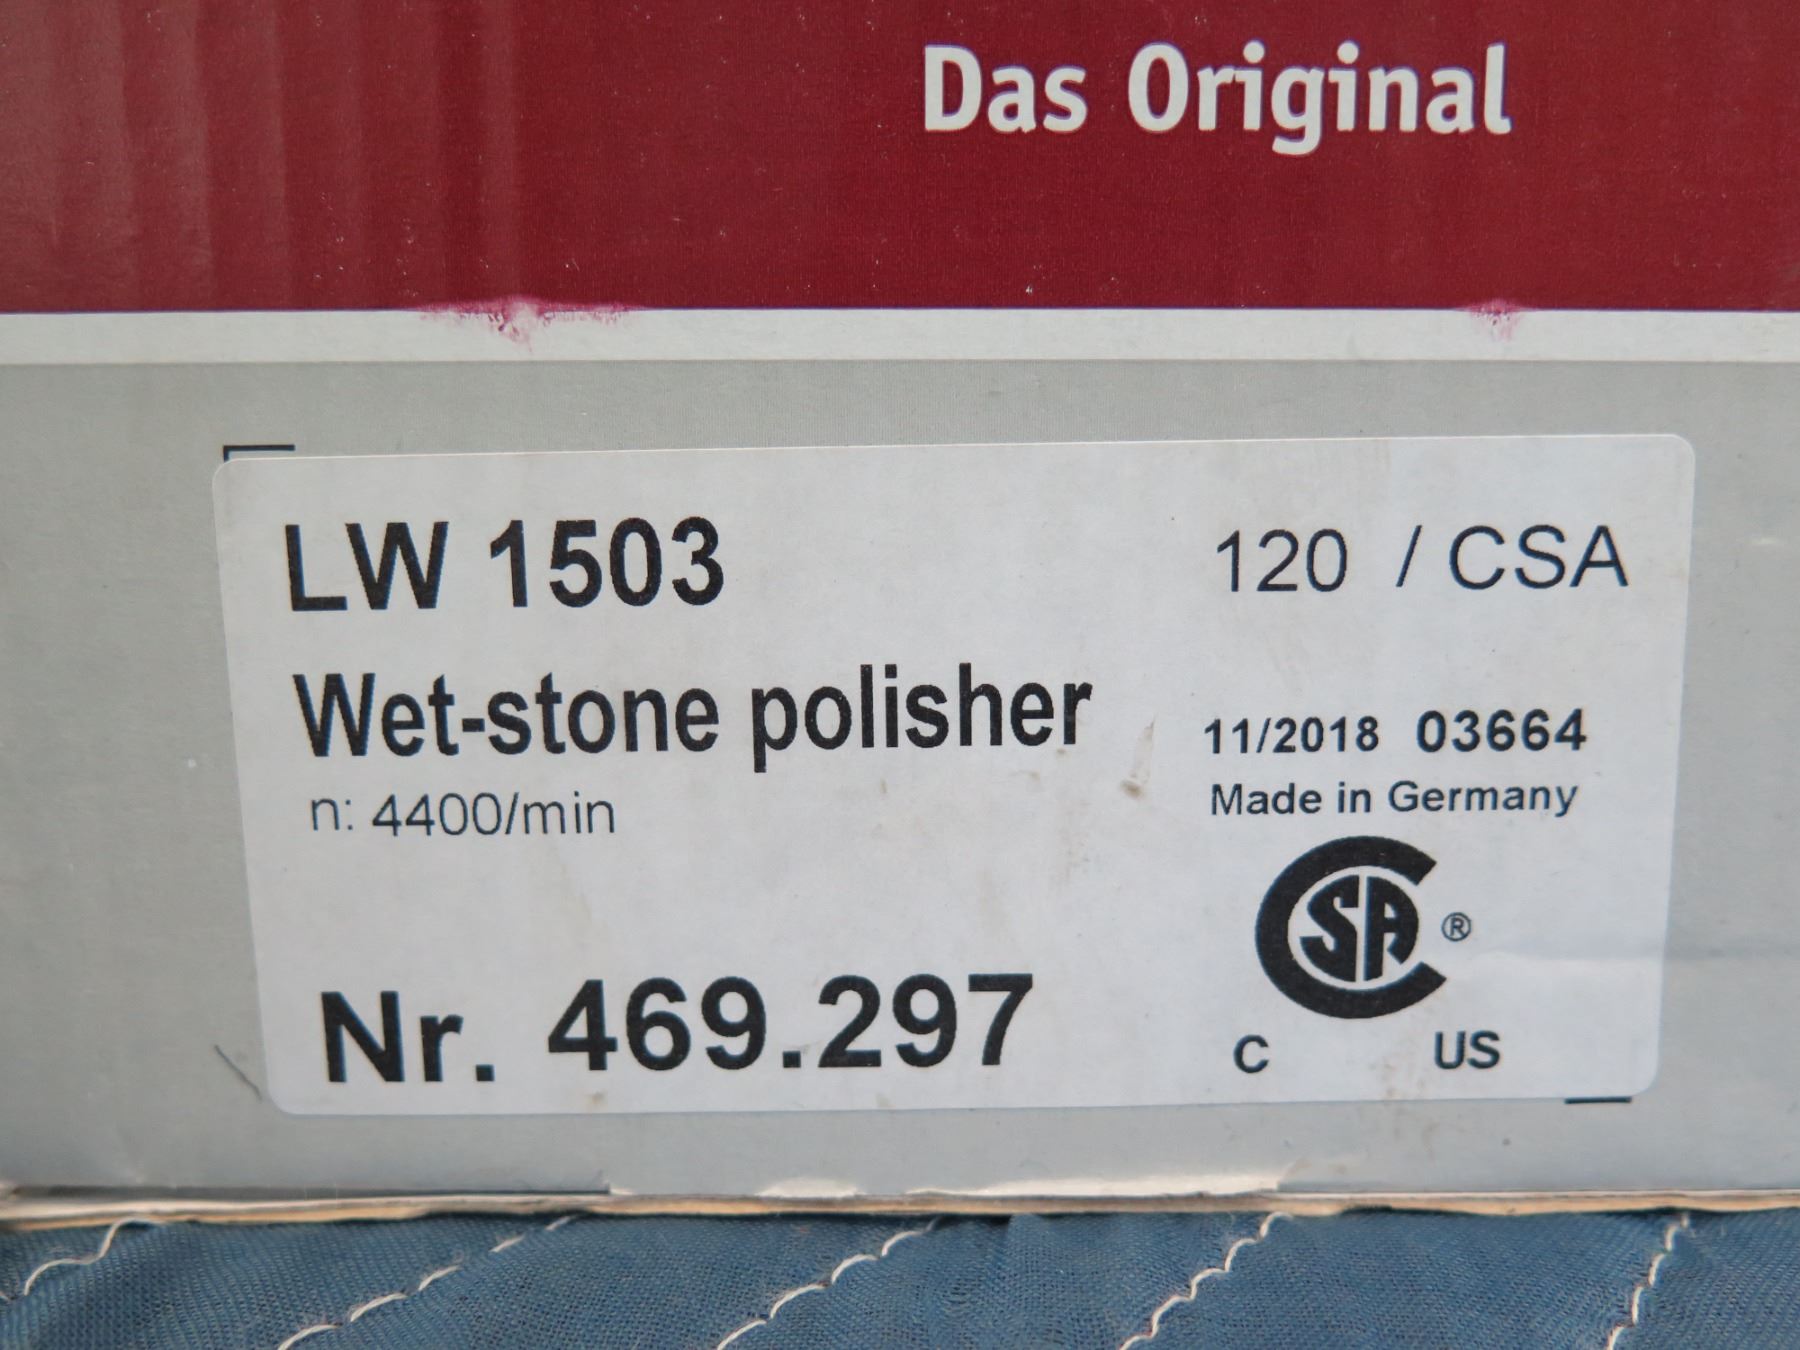 Das Original
LW 1503
120 / CSA
Wet-stone polisher
11/2018 03664
n: 4400/min
Made in Germany
CSA ®
C US
Nr. 469.297